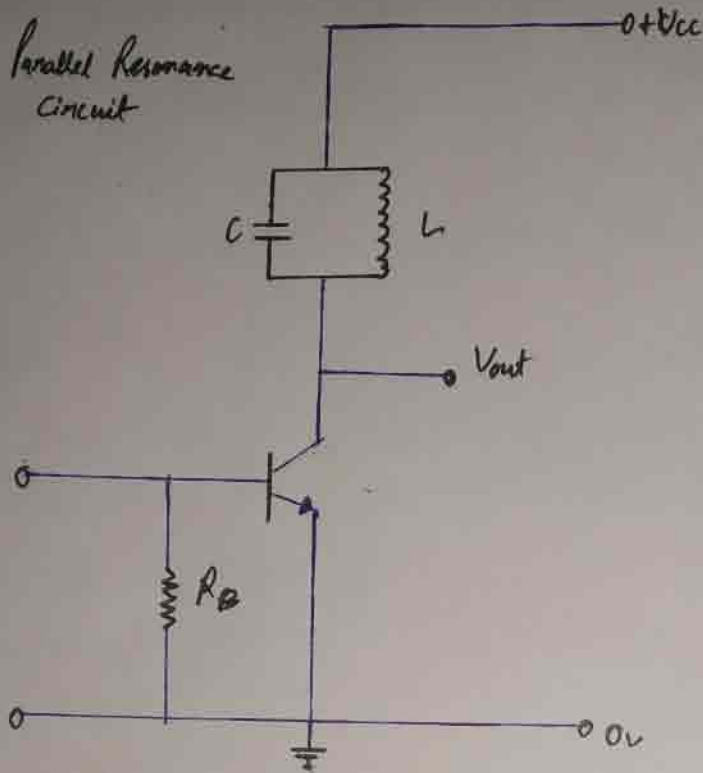 Parallel Resonance
Circuit
+Vcc
C
L
Vout
RB
0v